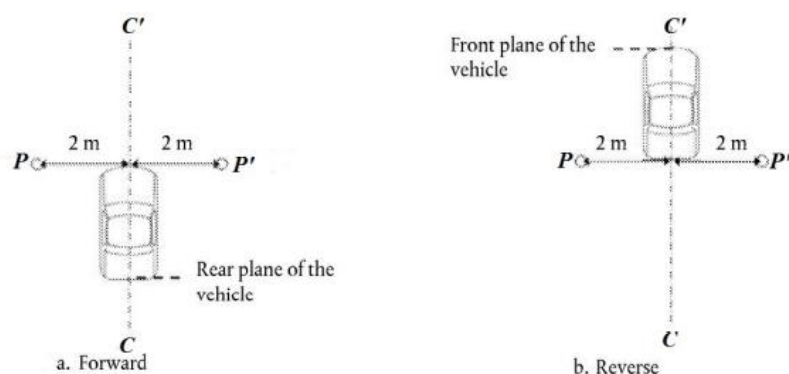 C'
2 m 2 m
P P'
Rear plane of the
vehicle
C
a. Forward
C'
Front plane of the
vehicle
2 m 2 m
P P'
C
b. Reverse